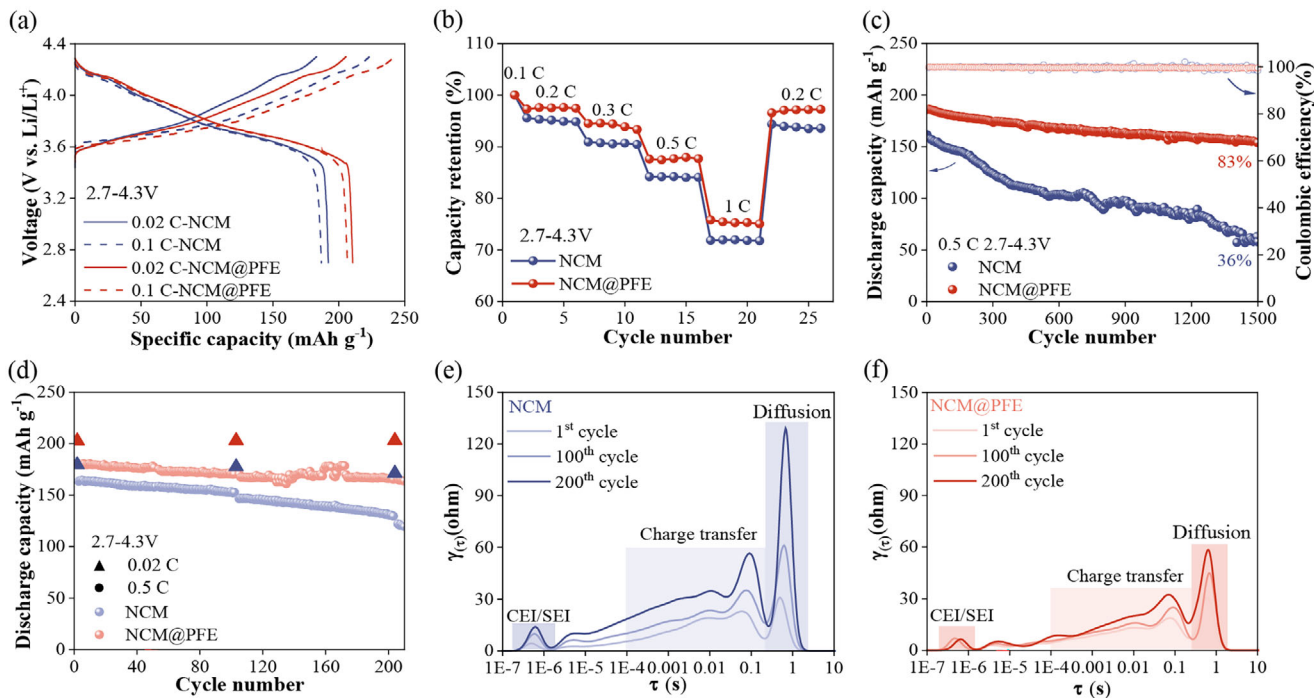 (a)
4.4
4.0
3.6
3.2
2.8
2.4
Voltage (V vs. Li/Li⁺)
2.7-4.3V
0.02 C-NCM
0.1 C-NCM
0.02 C-NCM@PFE
0.1 C-NCM@PFE
0 50 100 150 200 250
Specific capacity (mAh g⁻¹)
(b)
110
100
90
80
70
60
Capacity retention (%)
0.1 C
0.2 C
0.3 C
0.5 C
1 C
0.2 C
2.7-4.3V
NCM
NCM@PFE
0 5 10 15 20 25
Cycle number
(c)
250
200
150
100
50
0
Discharge capacity (mAh g⁻¹)
83%
36%
0.5 C 2.7-4.3V
NCM
NCM@PFE
0 300 600 900 1200 1500
Cycle number
100
80
60
40
20
0
Coulombic efficiency(%)
(d)
250
200
150
100
50
0
Discharge capacity (mAh g⁻¹)
2.7-4.3V
0.02 C
0.5 C
NCM
NCM@PFE
0 40 80 120 160 200
Cycle number
(e)
150
120
90
60
30
0
γ(τ)(ohm)
NCM
1ˢᵗ cycle
100ᵗʰ cycle
200ᵗʰ cycle
Diffusion
Charge transfer
CEI/SEI
1E-7 1E-6 1E-5 1E-4 0.001 0.01 0.1 1 10
τ (s)
(f)
150
120
90
60
30
0
γ(τ)(ohm)
NCM@PFE
1ˢᵗ cycle
100ᵗʰ cycle
200ᵗʰ cycle
Diffusion
Charge transfer
CEI/SEI
1E-7 1E-6 1E-5 1E-4 0.001 0.01 0.1 1 10
τ (s)